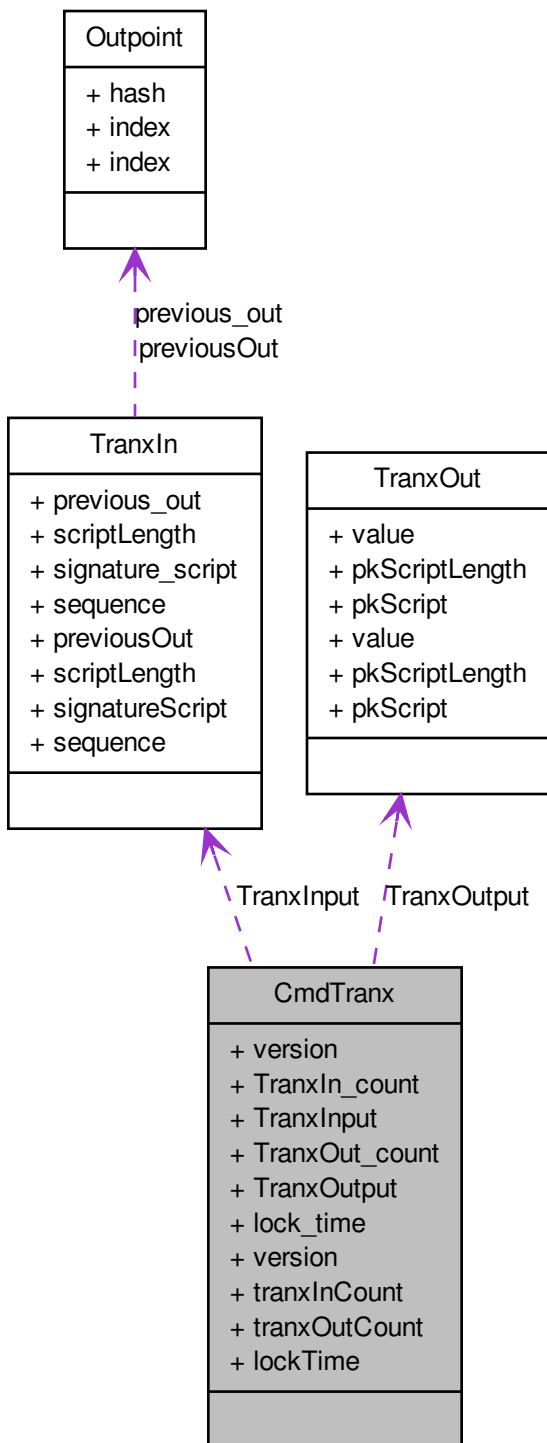 Outpoint
+ hash
+ index
+ index
previous_out
previousOut
TranxIn
+ previous_out
+ scriptLength
+ signature_script
+ sequence
+ previousOut
+ scriptLength
+ signatureScript
+ sequence
TranxOut
+ value
+ pkScriptLength
+ pkScript
+ value
+ pkScriptLength
+ pkScript
TranxInput
TranxOutput
CmdTranx
+ version
+ TranxIn_count
+ TranxInput
+ TranxOut_count
+ TranxOutput
+ lock_time
+ version
+ tranxInCount
+ tranxOutCount
+ lockTime